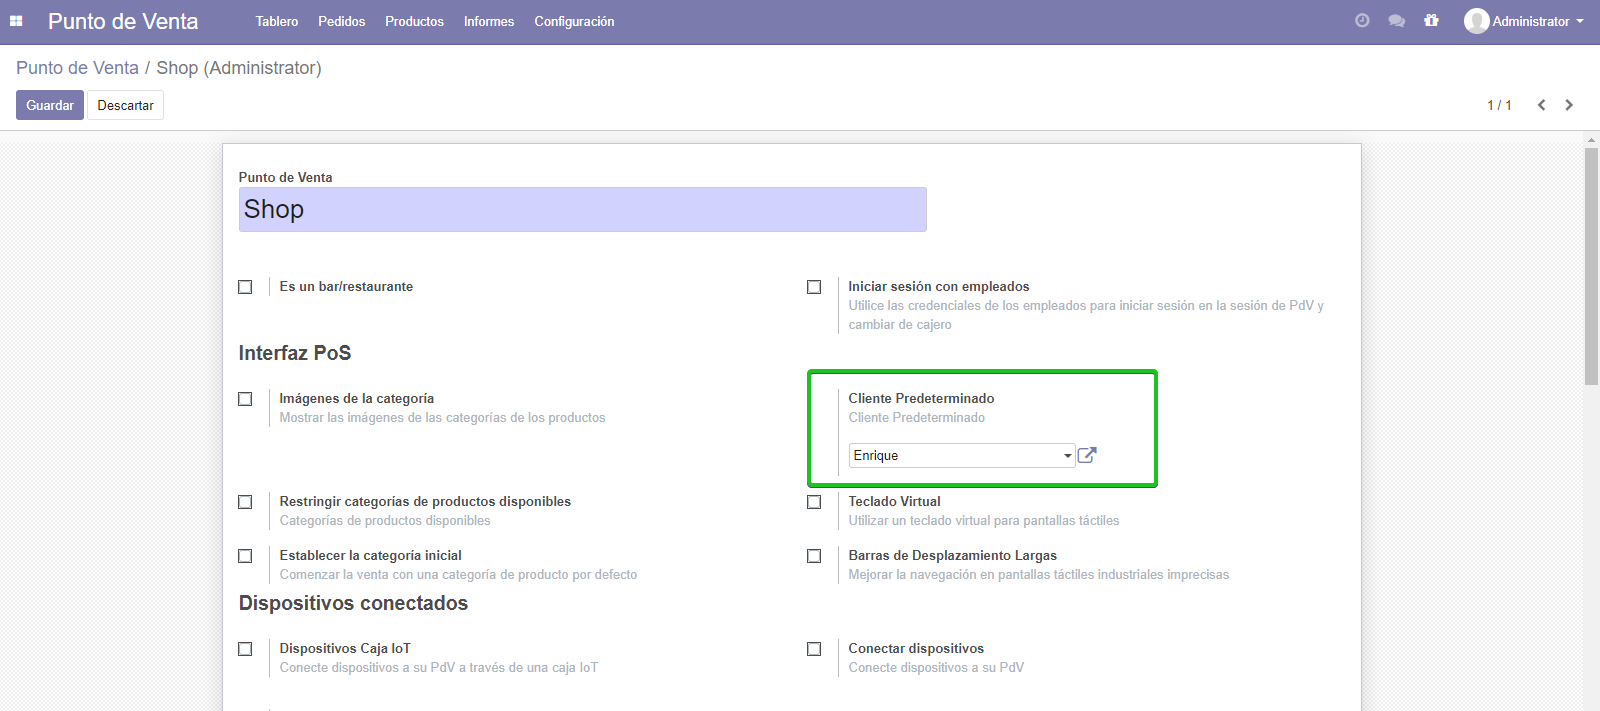 Punto de Venta Tablero Pedidos Productos Informes Configuración Administrator
Punto de Venta / Shop (Administrator)
Guardar Descartar 1 / 1
Punto de Venta
Shop
Es un bar/restaurante
Iniciar sesión con empleados
Utilice las credenciales de los empleados para iniciar sesión en la sesión de PdV y
cambiar de cajero
Interfaz PoS
Imágenes de la categoría
Mostrar las imágenes de las categorías de los productos
Cliente Predeterminado
Cliente Predeterminado
Enrique
Restringir categorías de productos disponibles
Categorías de productos disponibles
Teclado Virtual
Utilizar un teclado virtual para pantallas táctiles
Establecer la categoría inicial
Comenzar la venta con una categoría de producto por defecto
Barras de Desplazamiento Largas
Mejorar la navegación en pantallas táctiles industriales imprecisas
Dispositivos conectados
Dispositivos Caja IoT
Conecte dispositivos a su PdV a través de una caja IoT
Conectar dispositivos
Conecte dispositivos a su PdV